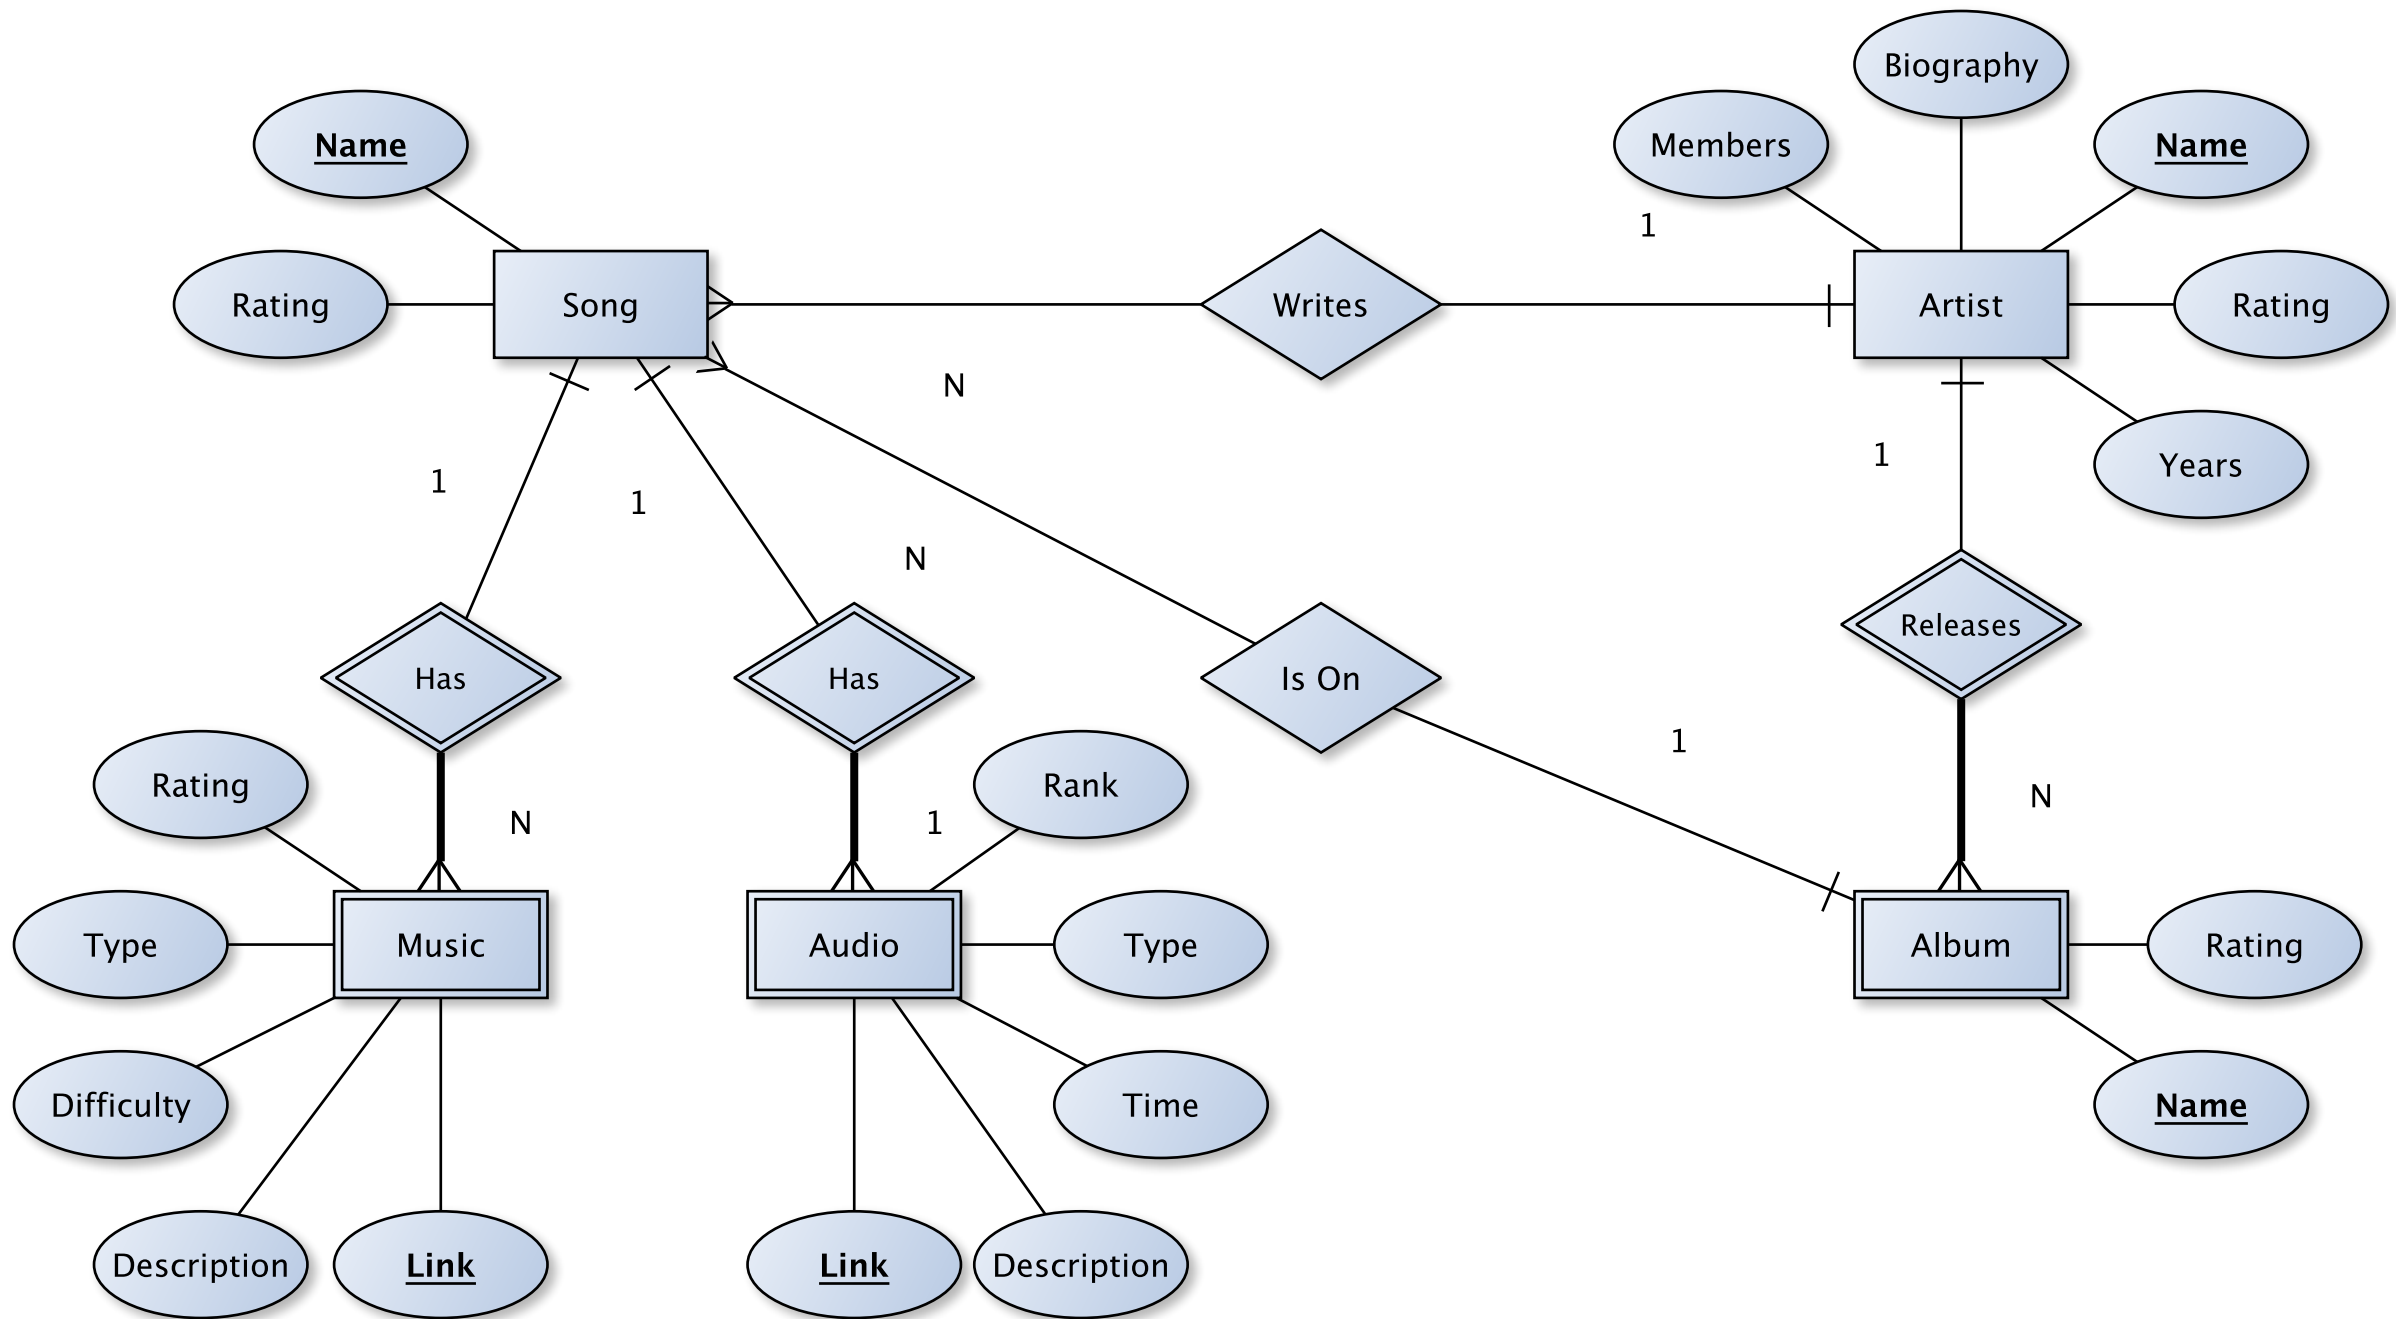 Biography
Name
Members
Name
1
Rating
Song
Writes
Artist
Rating
N
1
Years
1
1
N
Releases
Has
Has
Is On
1
Rating
Rank
N
N
1
Type
Music
Audio
Type
Album
Rating
Difficulty
Time
Name
Description
Link
Link
Description